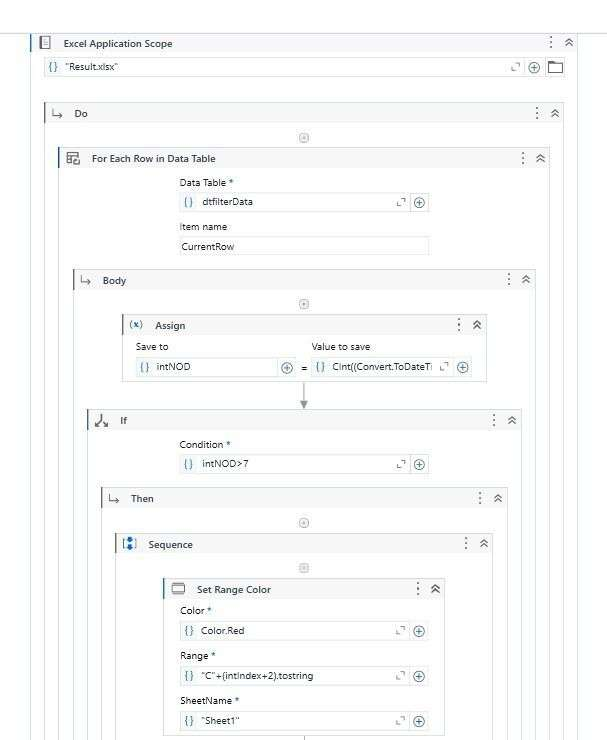 Excel Application Scope
{} "Result.xlsx"
Do
For Each Row in Data Table
Data Table *
{} dtfilterData
Item name
CurrentRow
Body
(x) Assign
Save to Value to save
{} intNOD = {} CInt((Convert.ToDateTi
If
Condition *
{} intNOD>7
Then
Sequence
Set Range Color
Color *
{} Color.Red
Range *
{} "C"+(intIndex+2).tostring
SheetName *
{} "Sheet1"